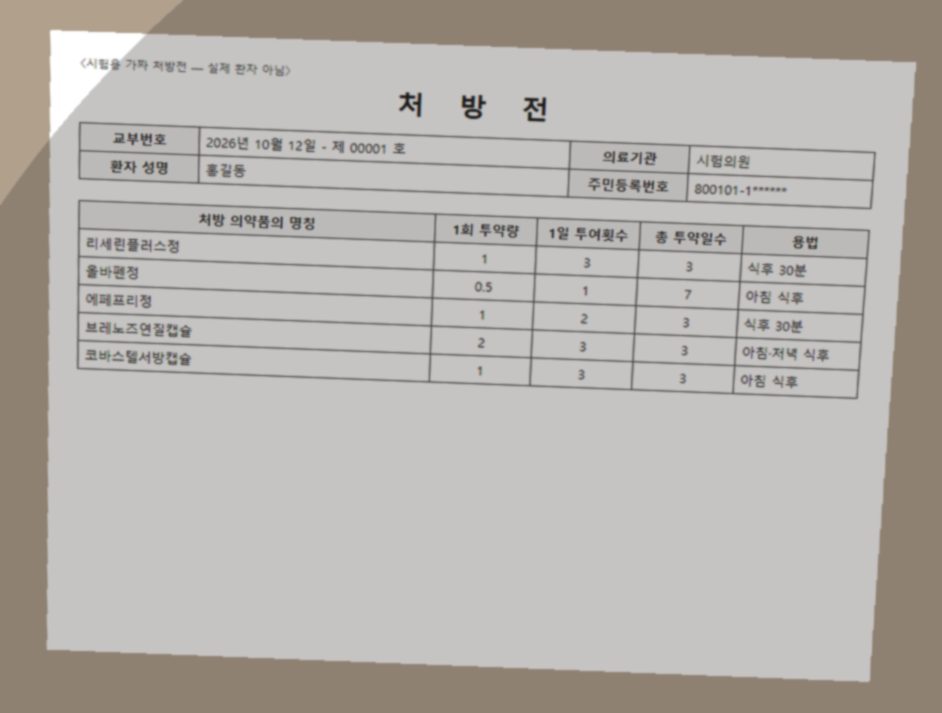 <시험용 가짜 처방전 — 실제 환자 아님>
처 방 전
교부번호 2026년 10월 12일 - 제 00001 호 의료기관 시험의원
환자 성명 홍길동 주민등록번호 800101-1******
처방 의약품의 명칭 1회 투약량 1일 투여횟수 총 투약일수 용법
리세린플러스정 1 3 3 식후 30분
올바펜정 0.5 1 7 아침 식후
에페프리정 1 2 3 식후 30분
브레노즈연질캡슐 2 3 3 아침·저녁 식후
코바스텔서방캡슐 1 3 3 아침 식후